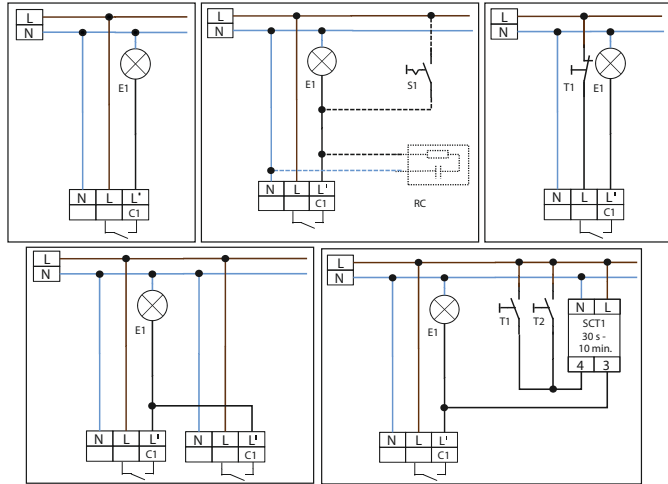 L
N
E1
N L L'
C1
L
N
E1
S1
RC
N L L'
C1
L
N
T1 E1
N L L'
C1
L
N
E1
N L L' N L L'
C1 C1
L
N
E1
T1 T2
N L
SCT1
30 s -
10 min.
4 3
N L L'
C1